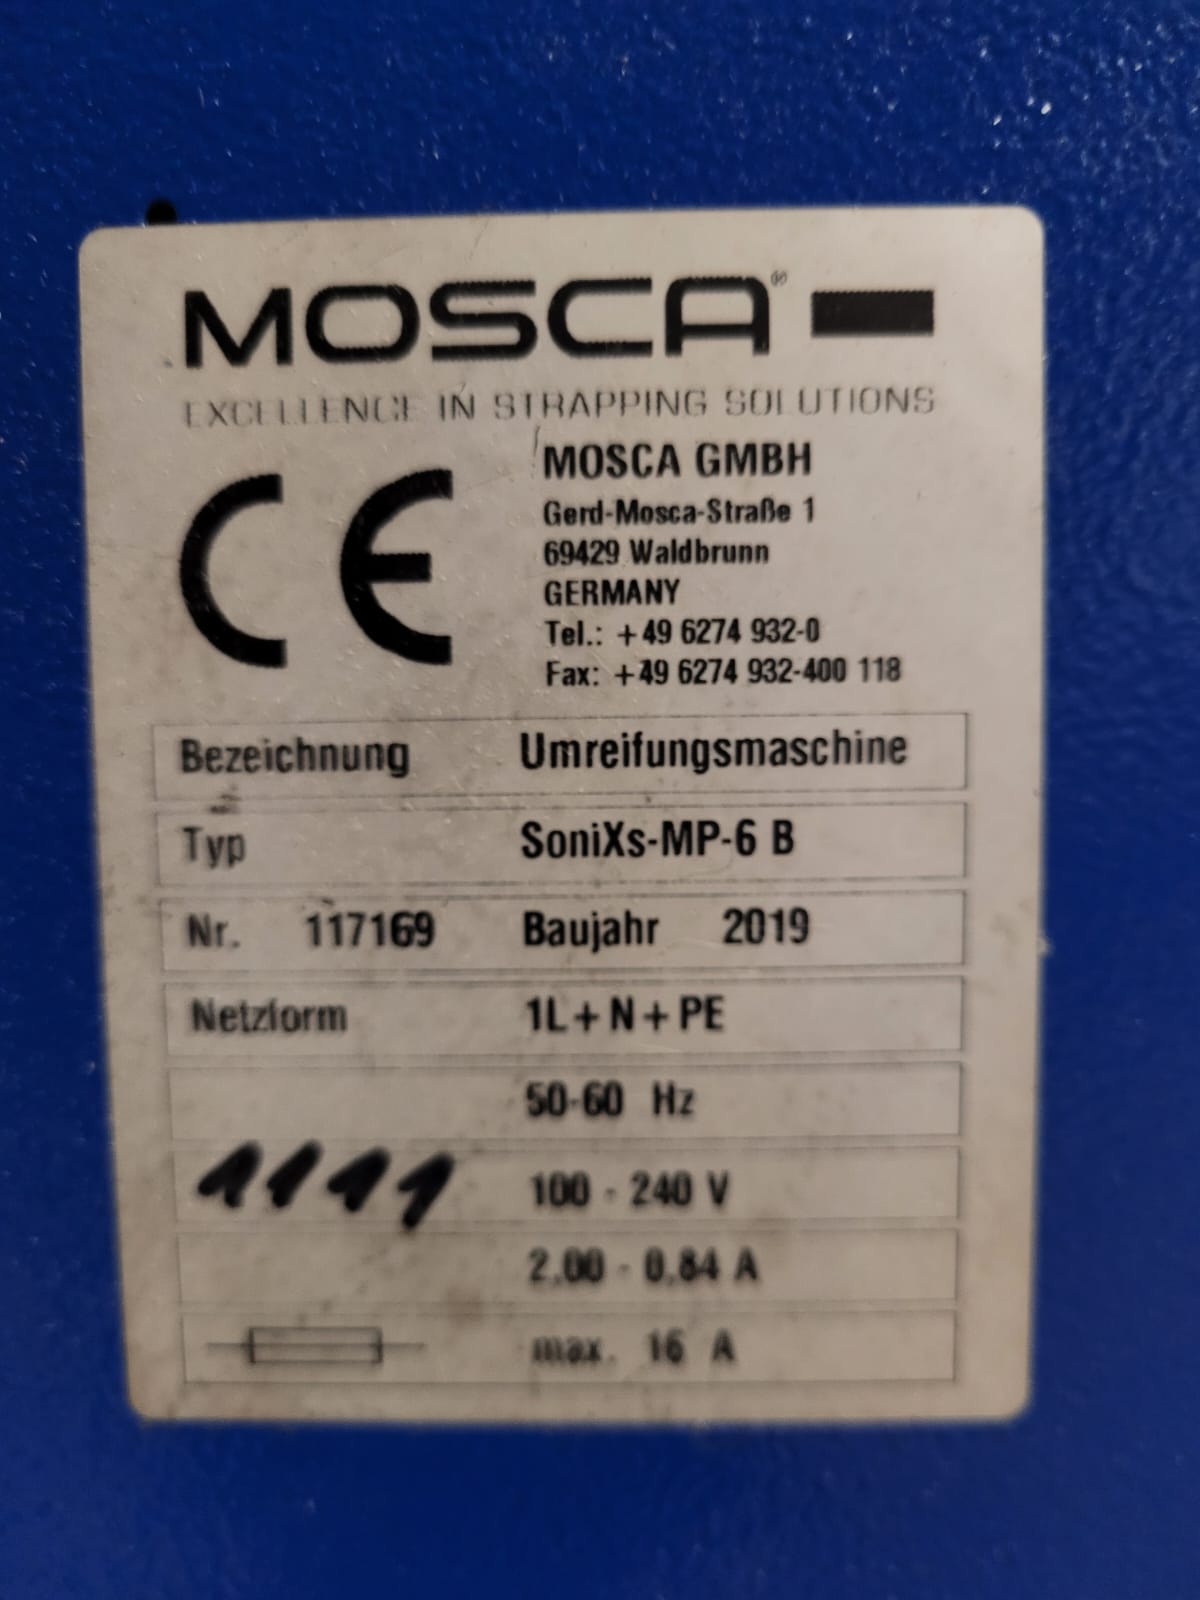 MOSCA®
EXCELLENCE IN STRAPPING SOLUTIONS
CE
MOSCA GMBH
Gerd-Mosca-Straße 1
69429 Waldbrunn
GERMANY
Tel.: +49 6274 932-0
Fax: +49 6274 932-400 118
Bezeichnung Umreifungsmaschine
Typ SoniXs-MP-6 B
Nr. 117169 Baujahr 2019
Netzform 1L+N+PE
50-60 Hz
1111 100 - 240 V
2,00 - 0,84 A
max. 16 A